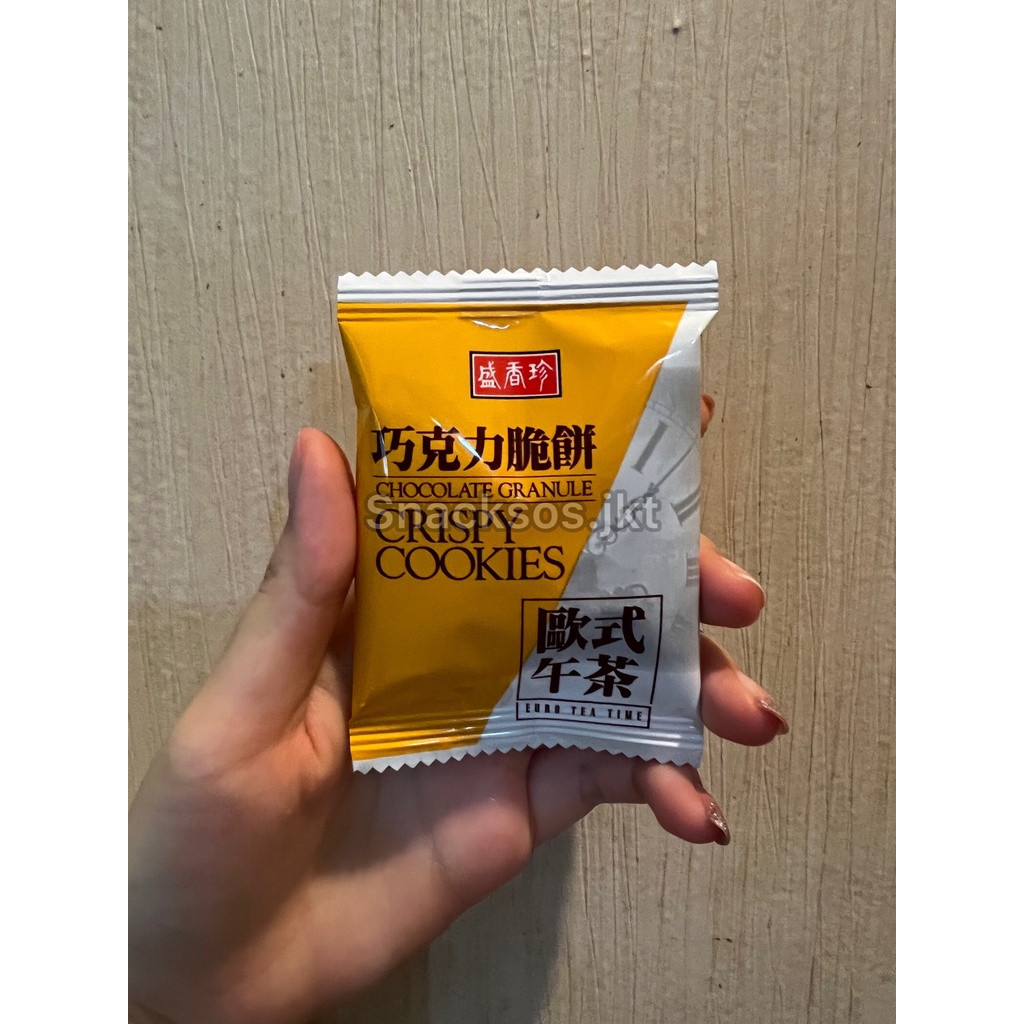 盛香珍
巧克力脆餅
CHOCOLATE GRANULE
Snacksos.jkt
CRISPY
COOKIES
歐式
午茶
EURO TEA TIME